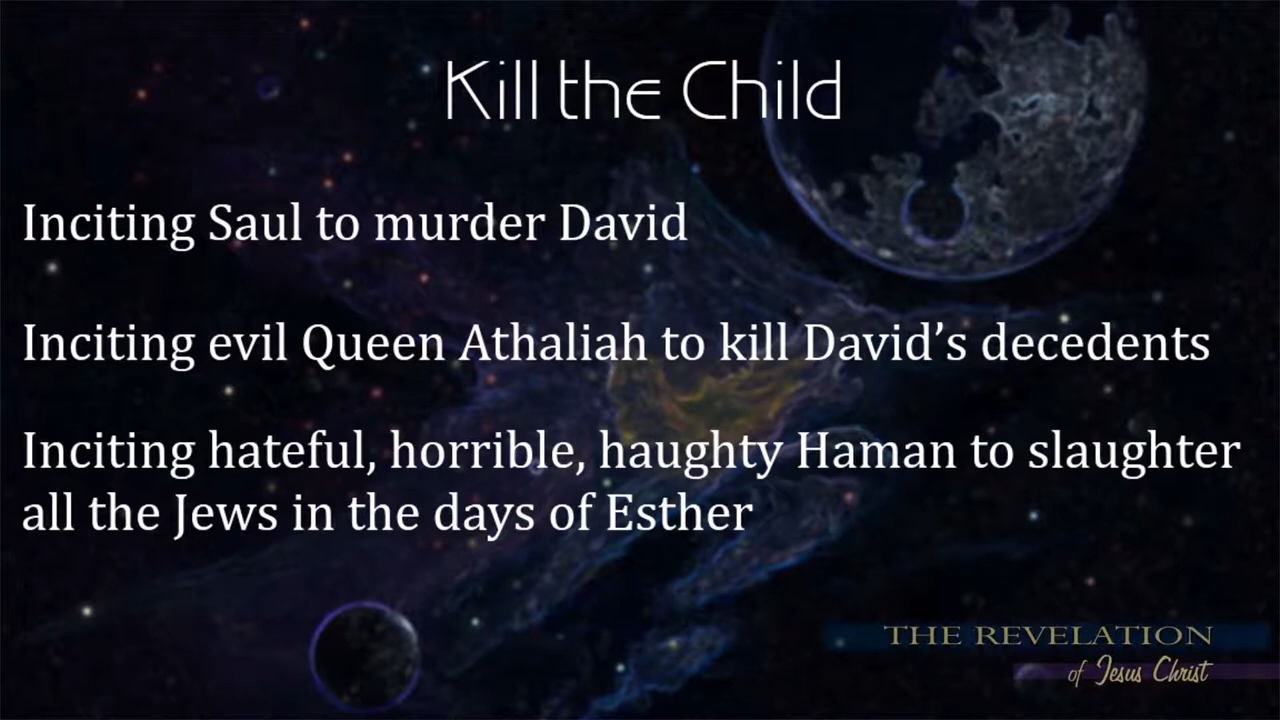 Kill the Child
Inciting Saul to murder David
Inciting evil Queen Athaliah to kill David’s decedents
Inciting hateful, horrible, haughty Haman to slaughter
all the Jews in the days of Esther
THE REVELATION
of Jesus Christ